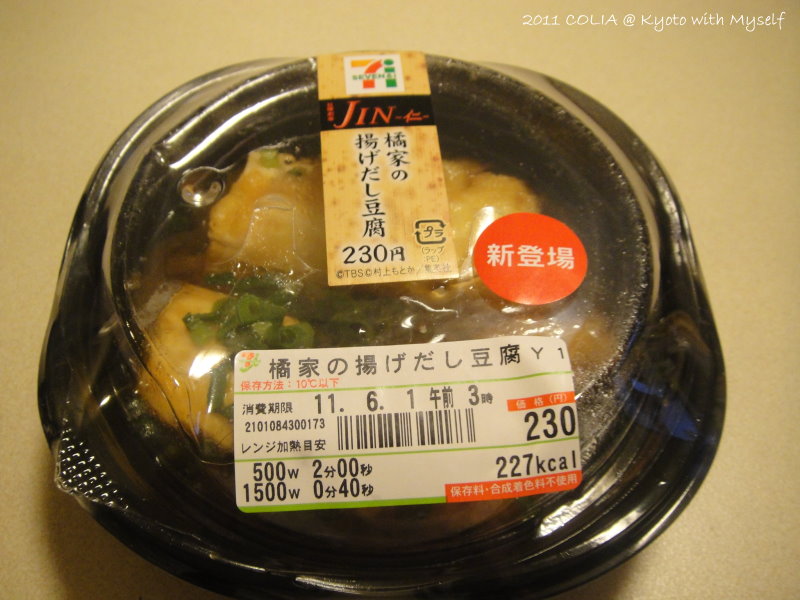 2011 COLIA @ Kyoto with Myself
SEVEN & i
JIN-仁-
橘家の
揚げだし豆腐
プラ
(ラップ:
PE)
230円
©TBS©村上もとか/集英社
新登場
橘家の揚げだし豆腐 Y 1
保存方法:10℃以下
消費期限 11. 6. 1 午前 3時
2101084300173
価格(円)
230
レンジ加熱目安
500W 2分00秒
1500W 0分40秒
227kcal
保存料・合成着色料不使用